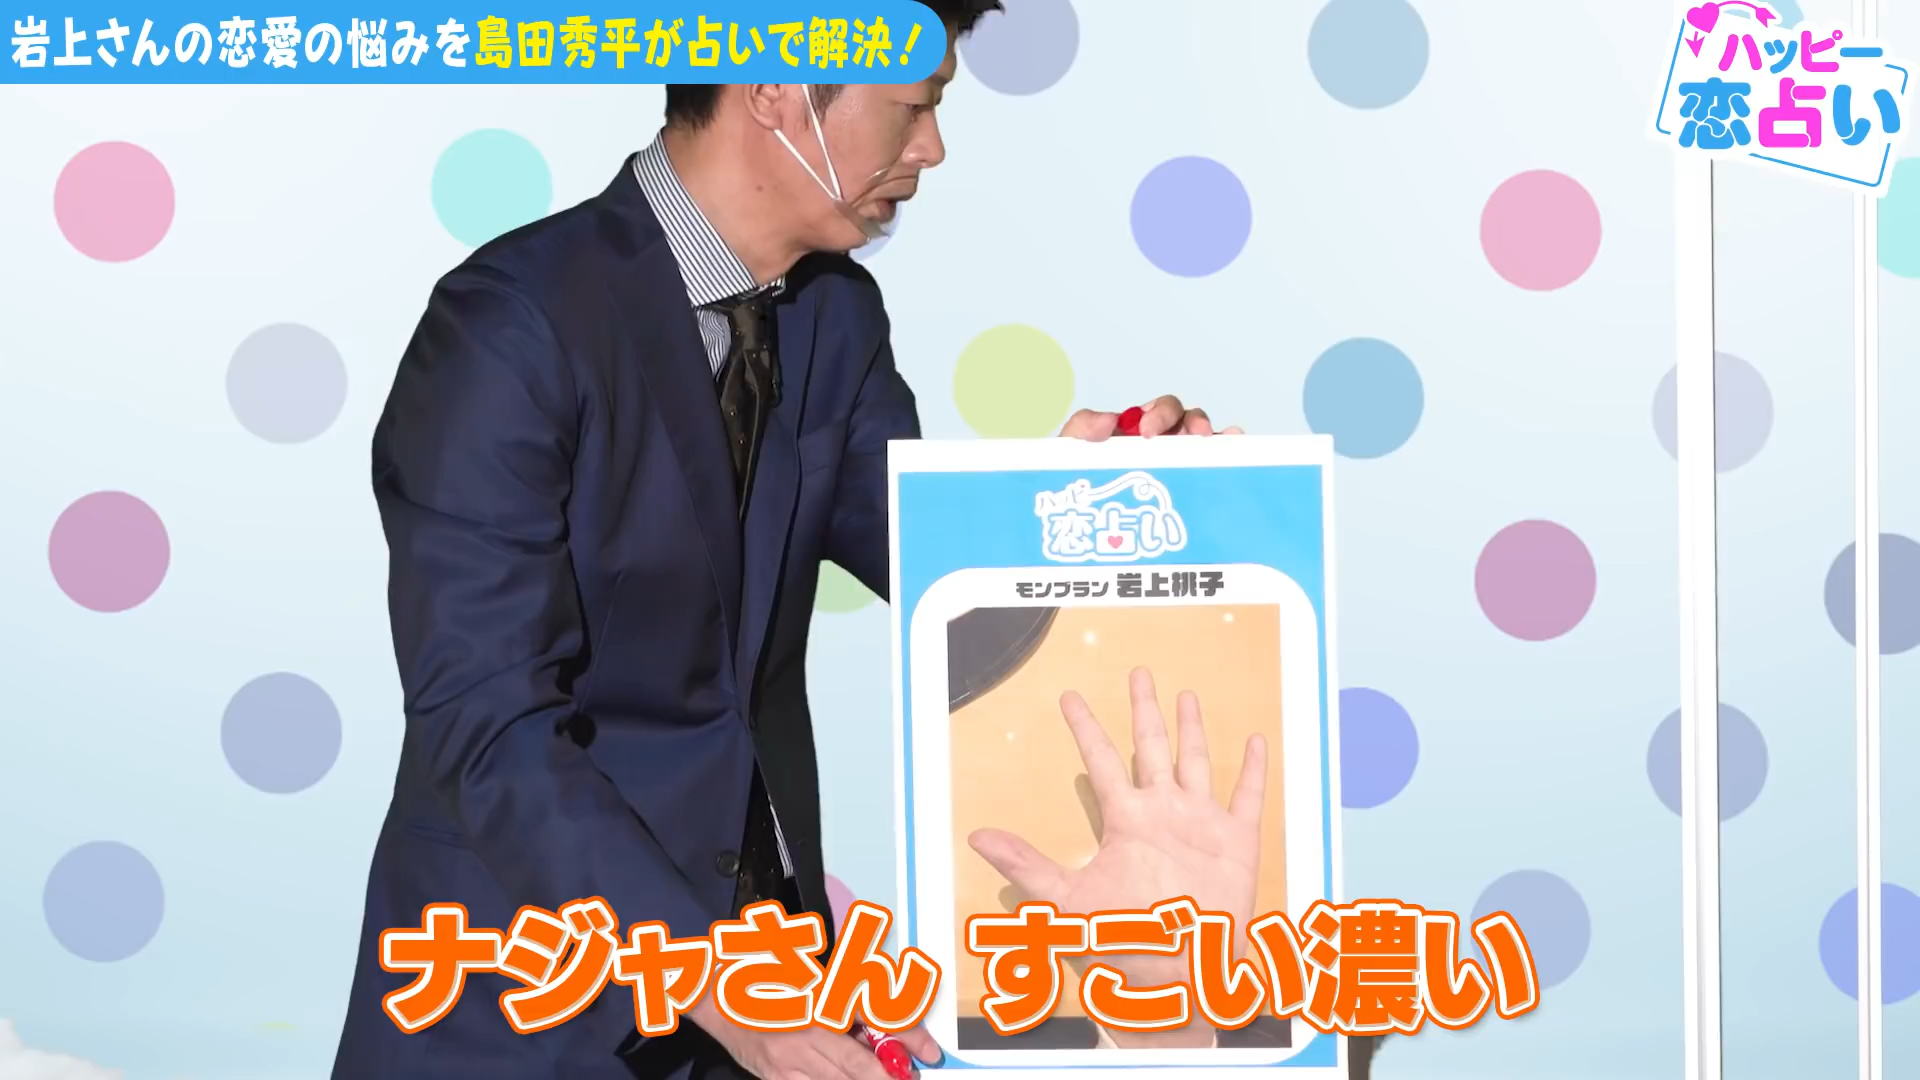 岩上さんの恋愛の悩みを島田秀平が占いで解決！
ハッピー
恋占い
ハッピー
恋占い
モンブラン 岩上桃子
ナジャさん すごい濃い